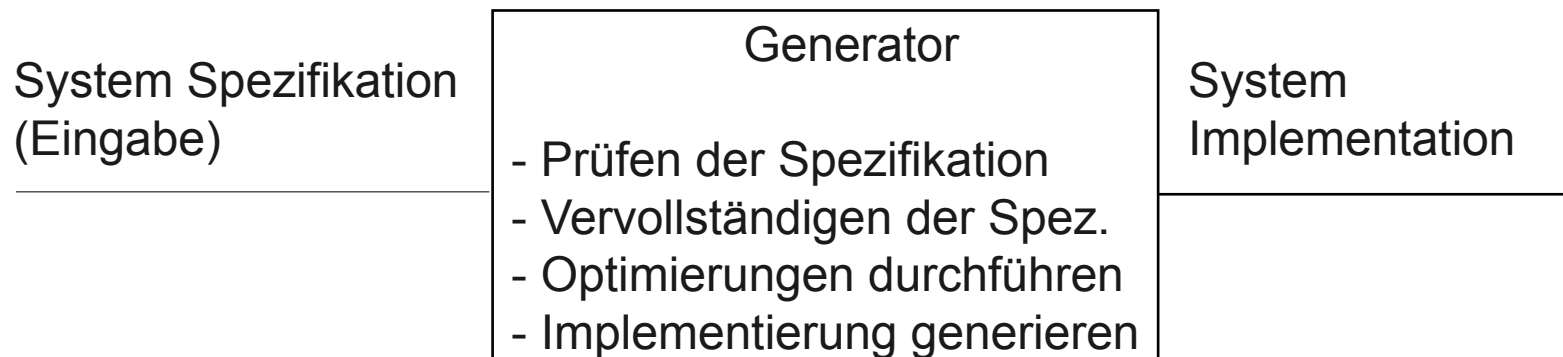 System Spezifikation
(Eingabe)
Generator
- Prüfen der Spezifikation
- Vervollständigen der Spez.
- Optimierungen durchführen
- Implementierung generieren
System
Implementation